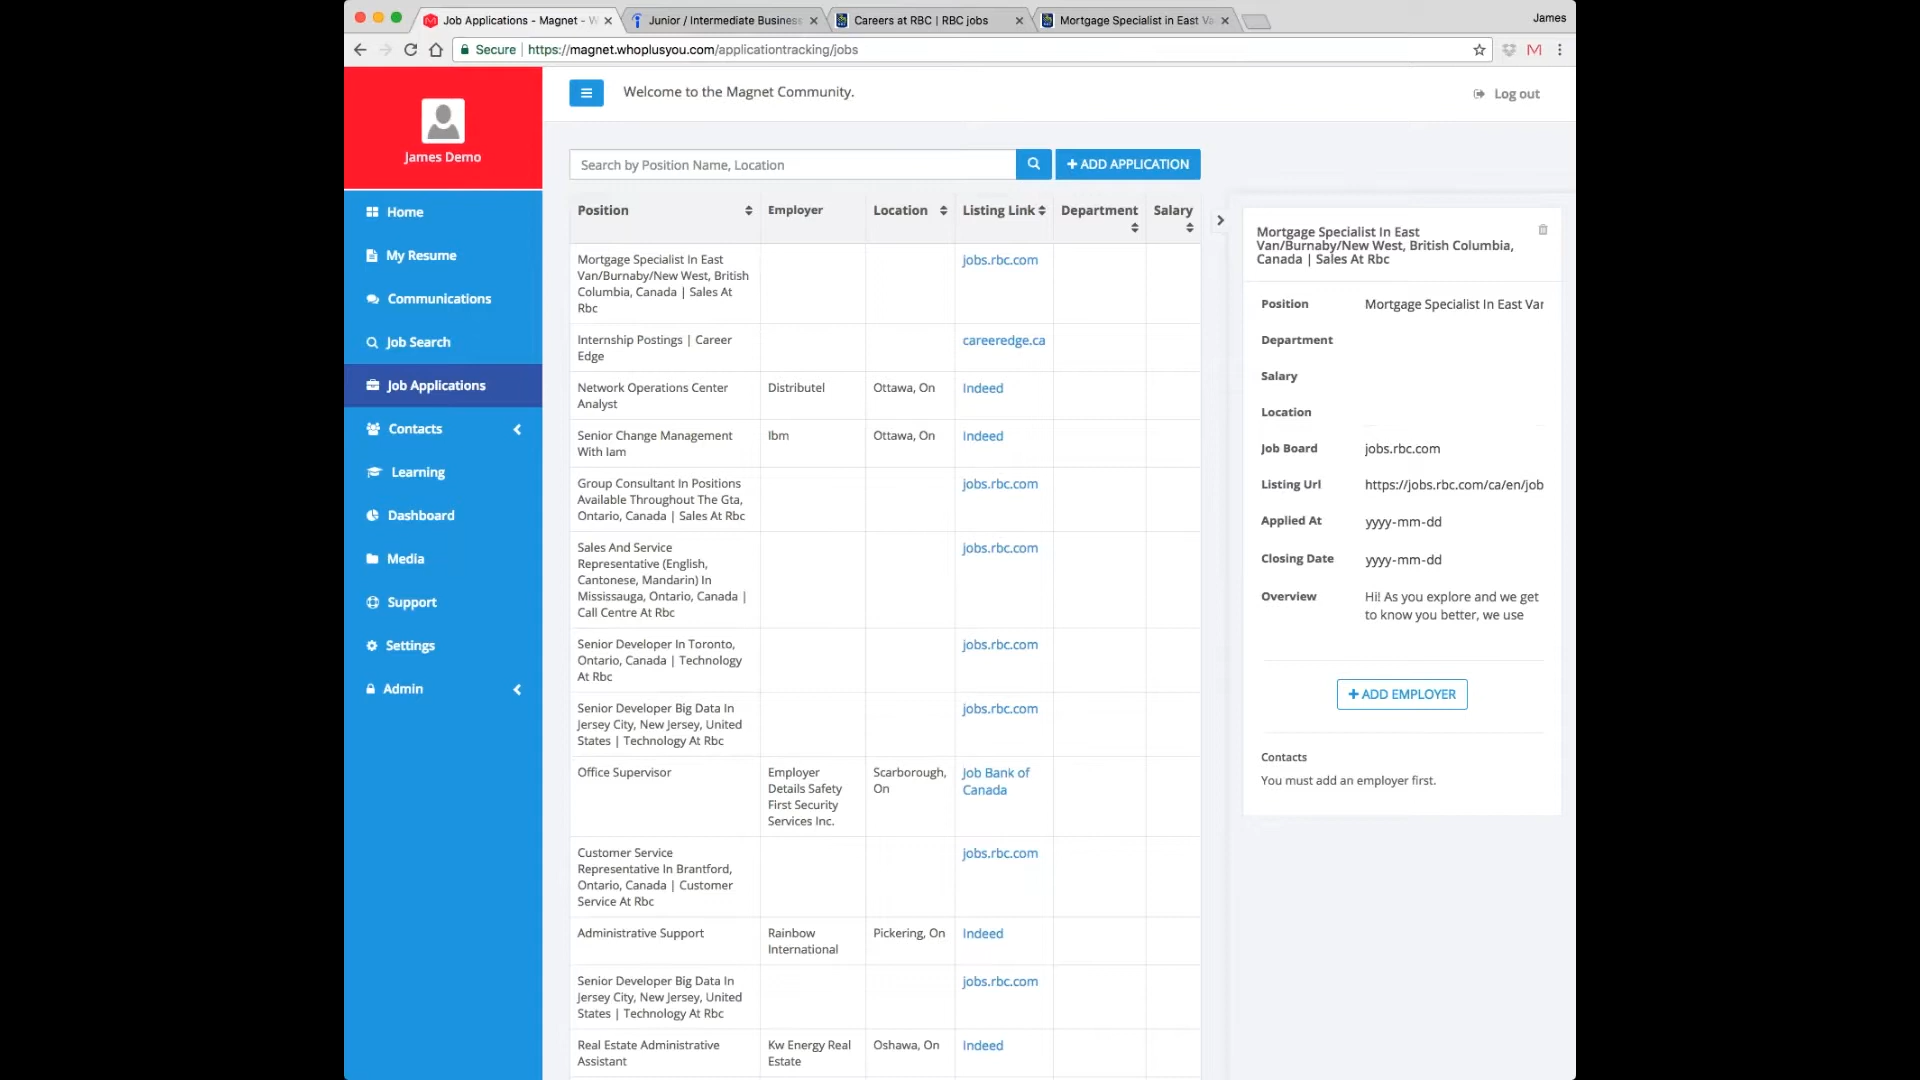 Job Applications - Magnet - W
Junior / Intermediate Business
Careers at RBC | RBC jobs
Mortgage Specialist in East Va
James
Secure
https://magnet.whoplusyou.com/applicationtracking/jobs
James Demo
Home
My Resume
Communications
Job Search
Job Applications
Contacts
Learning
Dashboard
Media
Support
Settings
Admin
Welcome to the Magnet Community.
Log out
Search by Position Name, Location
+ ADD APPLICATION
Position Employer Location Listing Link Department Salary
Mortgage Specialist In East
Van/Burnaby/New West, British
Columbia, Canada | Sales At
Rbc
jobs.rbc.com
Internship Postings | Career
Edge
careeredge.ca
Network Operations Center
Analyst
Distributel
Ottawa, On
Indeed
Senior Change Management
With Iam
Ibm
Ottawa, On
Indeed
Group Consultant In Positions
Available Throughout The Gta,
Ontario, Canada | Sales At Rbc
jobs.rbc.com
Sales And Service
Representative (English,
Cantonese, Mandarin) In
Mississauga, Ontario, Canada |
Call Centre At Rbc
jobs.rbc.com
Senior Developer In Toronto,
Ontario, Canada | Technology
At Rbc
jobs.rbc.com
Senior Developer Big Data In
Jersey City, New Jersey, United
States | Technology At Rbc
jobs.rbc.com
Office Supervisor
Employer
Details Safety
First Security
Services Inc.
Scarborough,
On
Job Bank of
Canada
Customer Service
Representative In Brantford,
Ontario, Canada | Customer
Service At Rbc
jobs.rbc.com
Administrative Support
Rainbow
International
Pickering, On
Indeed
Senior Developer Big Data In
Jersey City, New Jersey, United
States | Technology At Rbc
jobs.rbc.com
Real Estate Administrative
Assistant
Kw Energy Real
Estate
Oshawa, On
Indeed
Mortgage Specialist In East
Van/Burnaby/New West, British Columbia,
Canada | Sales At Rbc
Position Mortgage Specialist In East Van
Department
Salary
Location
Job Board jobs.rbc.com
Listing Url https://jobs.rbc.com/ca/en/job
Applied At yyyy-mm-dd
Closing Date yyyy-mm-dd
Overview Hi! As you explore and we get
to know you better, we use
+ ADD EMPLOYER
Contacts
You must add an employer first.